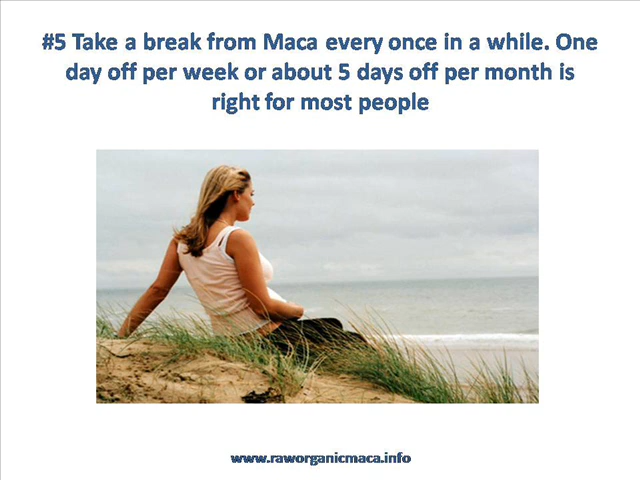 #5 Take a break from Maca every once in a while. One
day off per week or about 5 days off per month is
right for most people
www.raworganicmaca.info